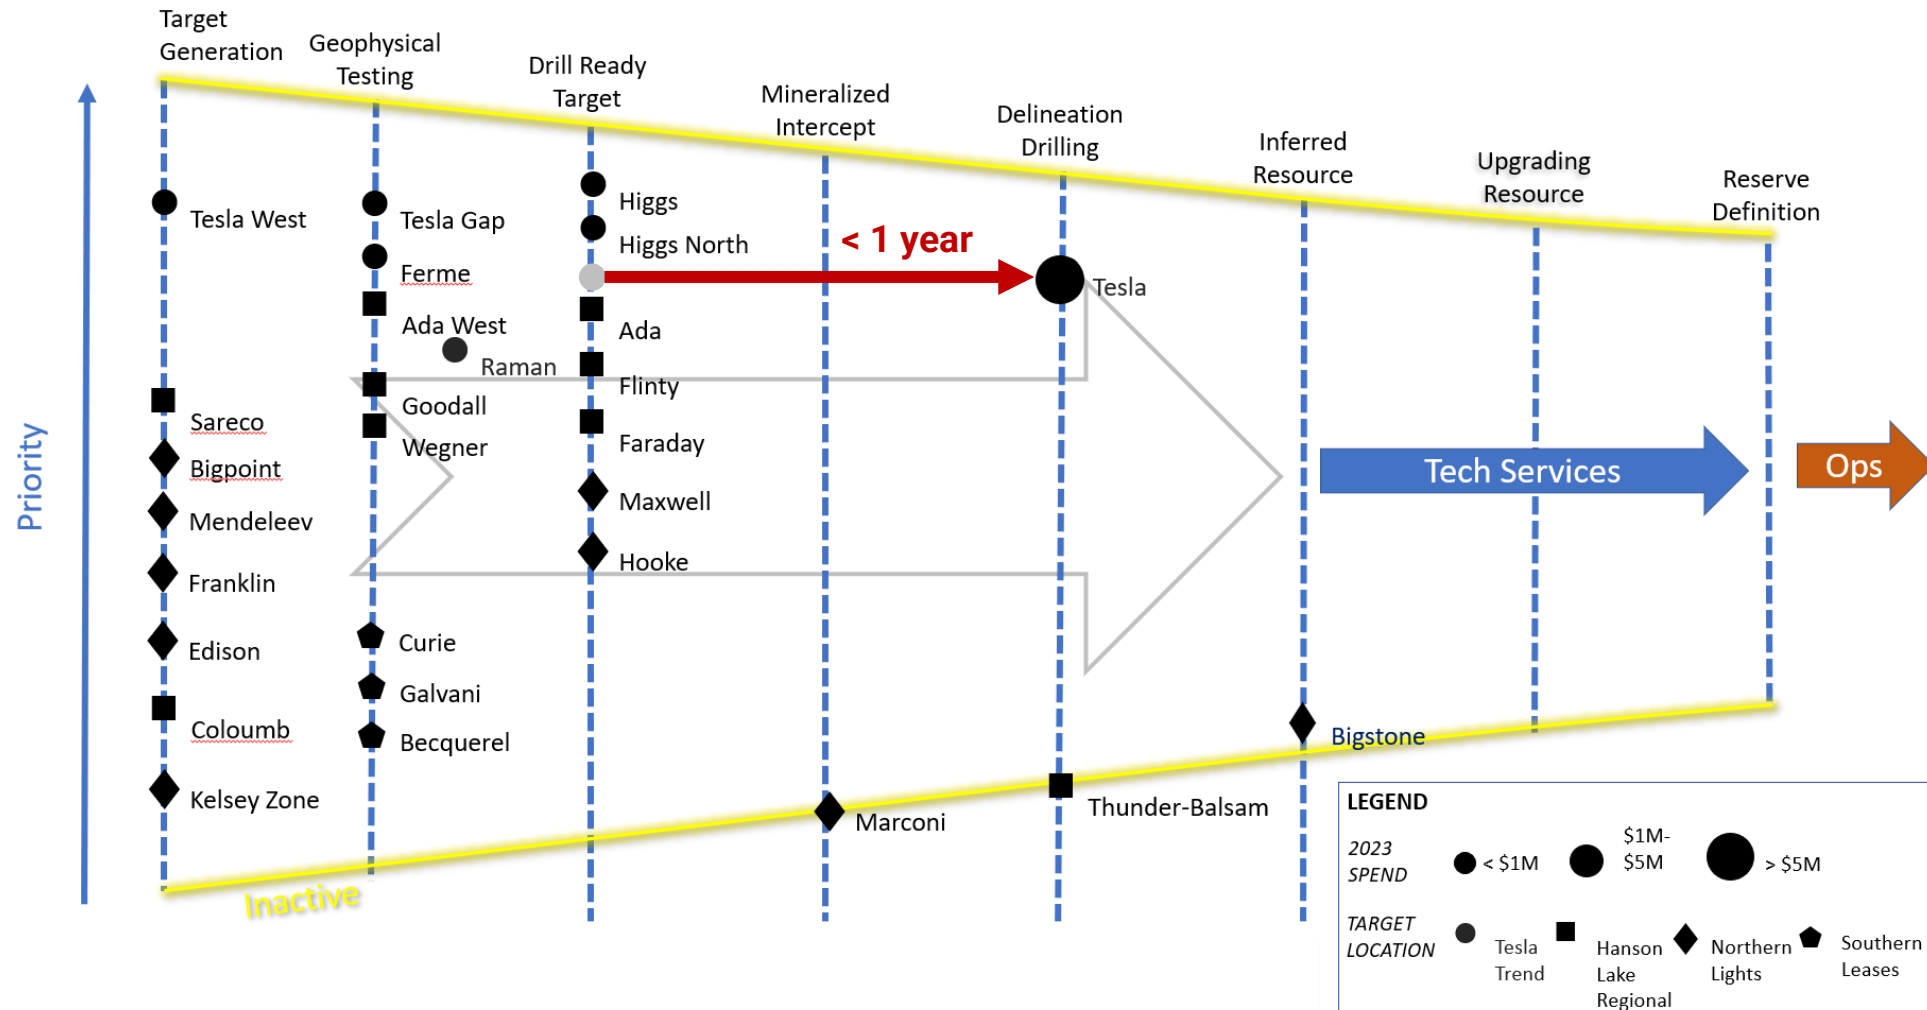 Target
Generation
Geophysical
Testing
Drill Ready
Target
Mineralized
Intercept
Delineation
Drilling
Inferred
Resource
Upgrading
Resource
Reserve
Definition
Priority
Tesla West
Sareco
Bigpoint
Mendeleev
Franklin
Edison
Coloumb
Kelsey Zone
Tesla Gap
Ferme
Ada West
Raman
Goodall
Wegner
Curie
Galvani
Becquerel
Higgs
Higgs North
< 1 year
Ada
Flinty
Faraday
Maxwell
Hooke
Marconi
Tesla
Thunder-Balsam
Bigstone
Tech Services
Ops
Inactive
LEGEND
2023
SPEND
< $1M
$1M-
$5M
> $5M
TARGET
LOCATION
Tesla
Trend
Hanson
Lake
Regional
Northern
Lights
Southern
Leases